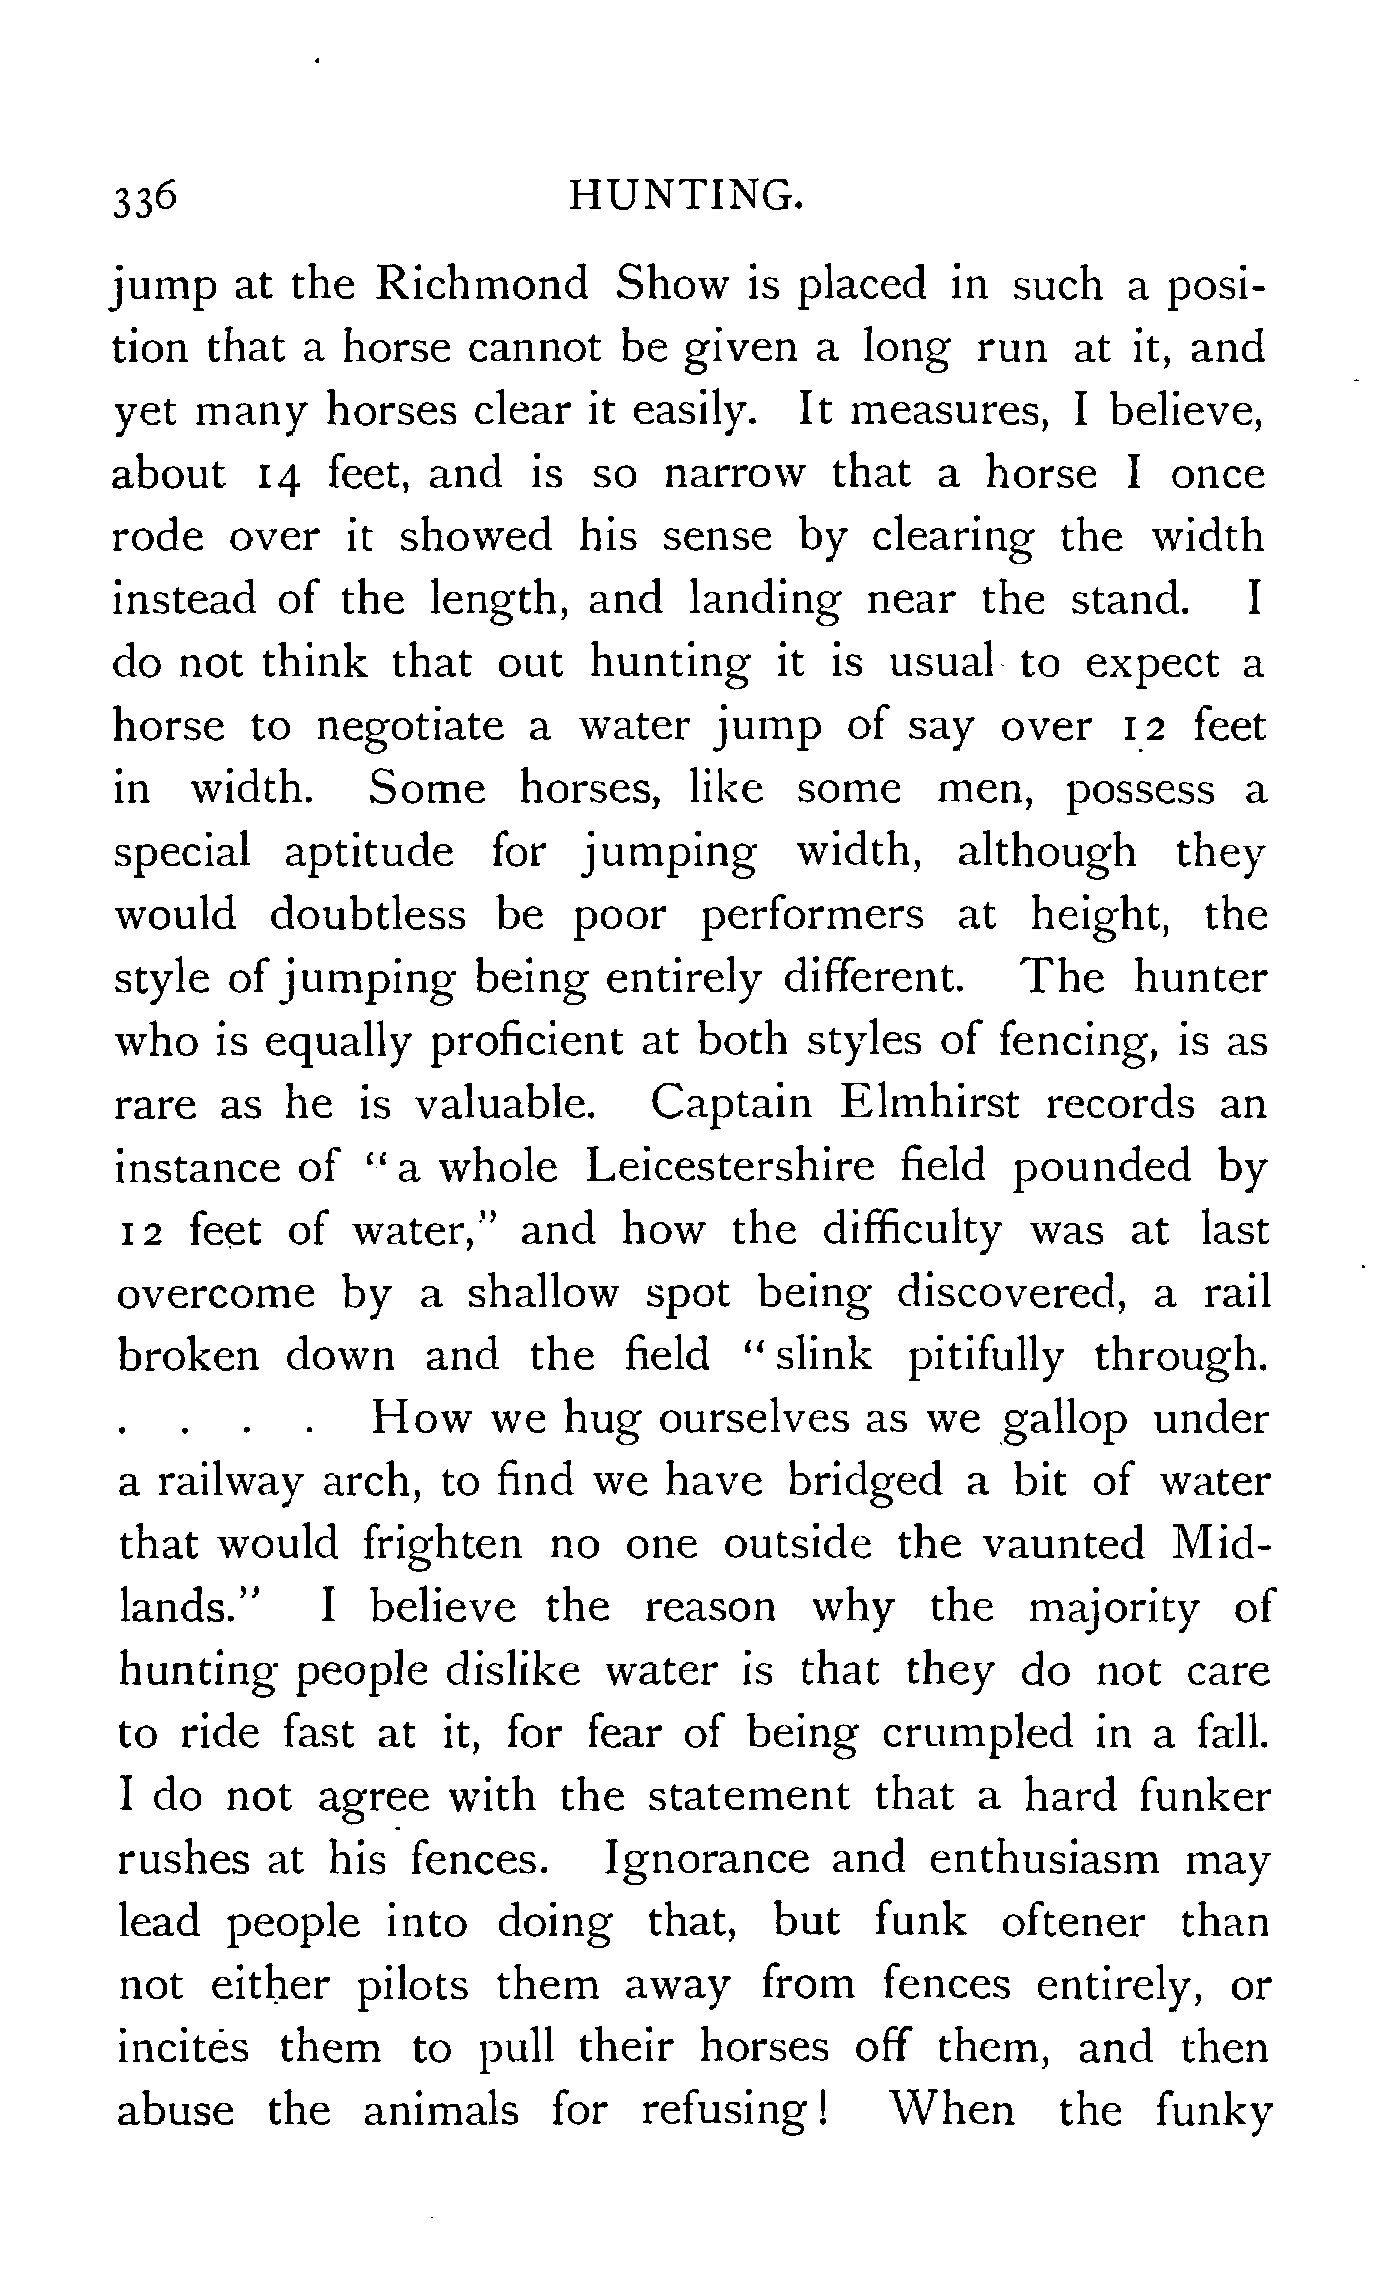 336 HUNTING.
jump at the Richmond Show is placed in such a posi-
tion that a horse cannot be given a long run at it, and
yet many horses clear it easily. It measures, I believe,
about 14 feet, and is so narrow that a horse I once
rode over it showed his sense by clearing the width
instead of the length, and landing near the stand. I
do not think that out hunting it is usual to expect a
horse to negotiate a water jump of say over 12 feet
in width. Some horses, like some men, possess a
special aptitude for jumping width, although they
would doubtless be poor performers at height, the
style of jumping being entirely different. The hunter
who is equally proficient at both styles of fencing, is as
rare as he is valuable. Captain Elmhirst records an
instance of “a whole Leicestershire field pounded by
12 feet of water,” and how the difficulty was at last
overcome by a shallow spot being discovered, a rail
broken down and the field “slink pitifully through.
. . . . How we hug ourselves as we gallop under
a railway arch, to find we have bridged a bit of water
that would frighten no one outside the vaunted Mid-
lands.” I believe the reason why the majority of
hunting people dislike water is that they do not care
to ride fast at it, for fear of being crumpled in a fall.
I do not agree with the statement that a hard funker
rushes at his fences. Ignorance and enthusiasm may
lead people into doing that, but funk oftener than
not either pilots them away from fences entirely, or
incites them to pull their horses off them, and then
abuse the animals for refusing! When the funky